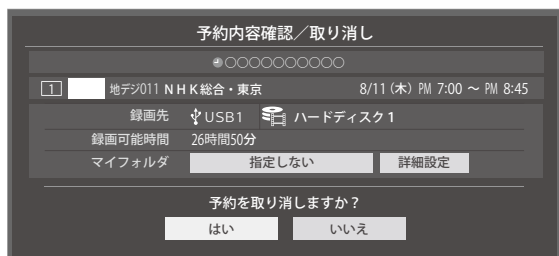 予約内容確認／取り消し
○○○○○○○○○○
1 地デジ011 NHK総合・東京 8/11(木) PM 7:00 ～ PM 8:45
録画先 USB1 ハードディスク1
録画可能時間 26時間50分
マイフォルダ 指定しない 詳細設定
予約を取り消しますか？
はい いいえ